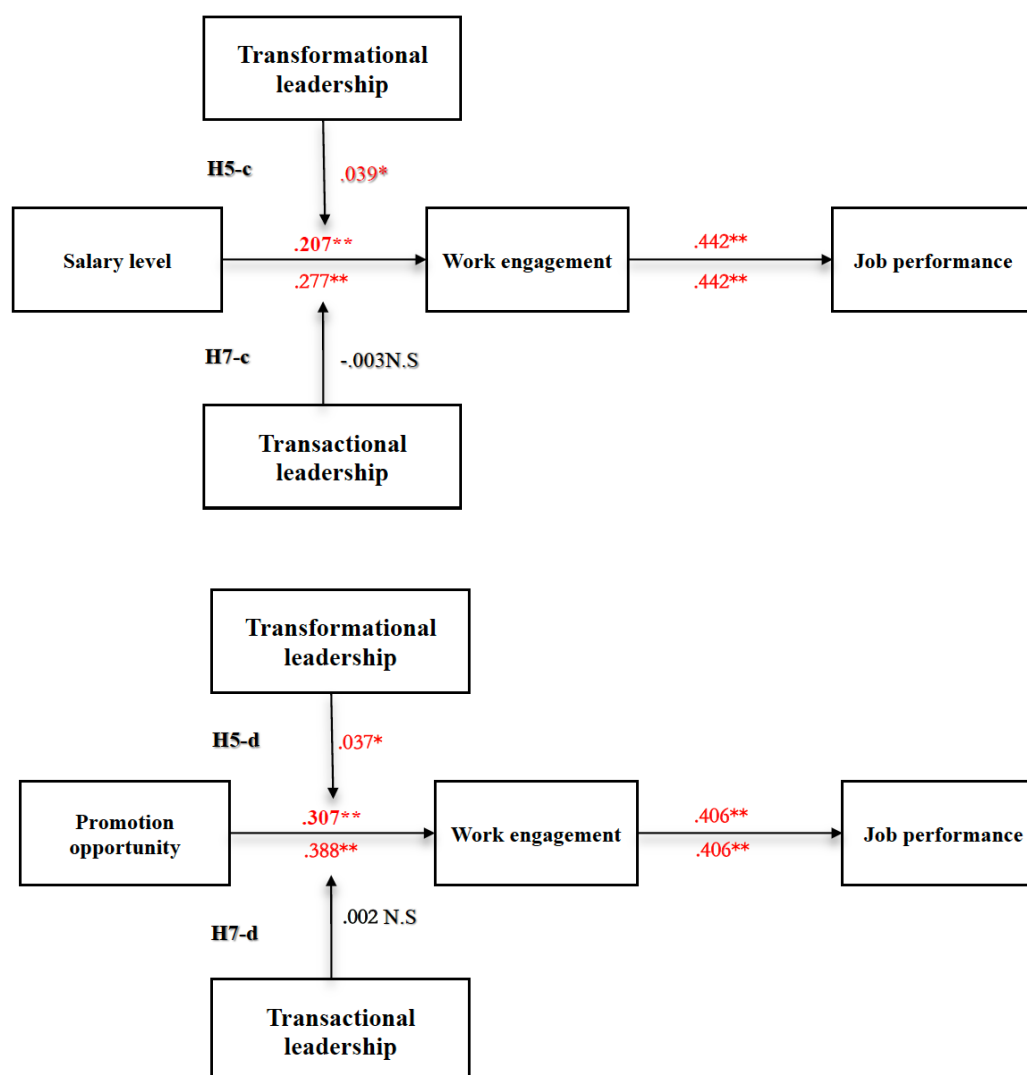 Transformational
leadership
H5-c
.039*
.207**
.442**
Salary level
Work engagement
Job performance
.277**
.442**
H7-c
-.003N.S
Transactional
leadership
Transformational
leadership
H5-d
.037*
.307**
.406**
Promotion
opportunity
Work engagement
Job performance
.388**
.406**
.002 N.S
H7-d
Transactional
leadership